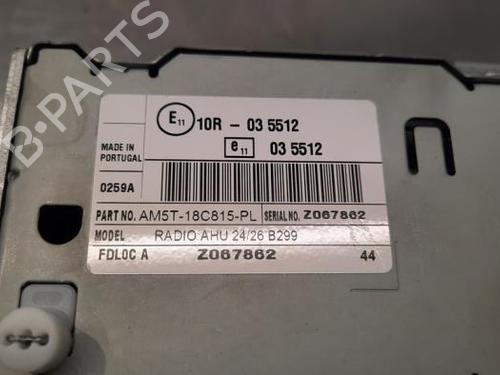 E11 10R - 03 5512
e11 03 5512
MADE IN
PORTUGAL
0259A
PART NO. AM5T-18C815-PL SERIAL NO. Z067862
MODEL RADIO AHU 24/26 B299
FDLOC A Z067862 44
B-PARTS